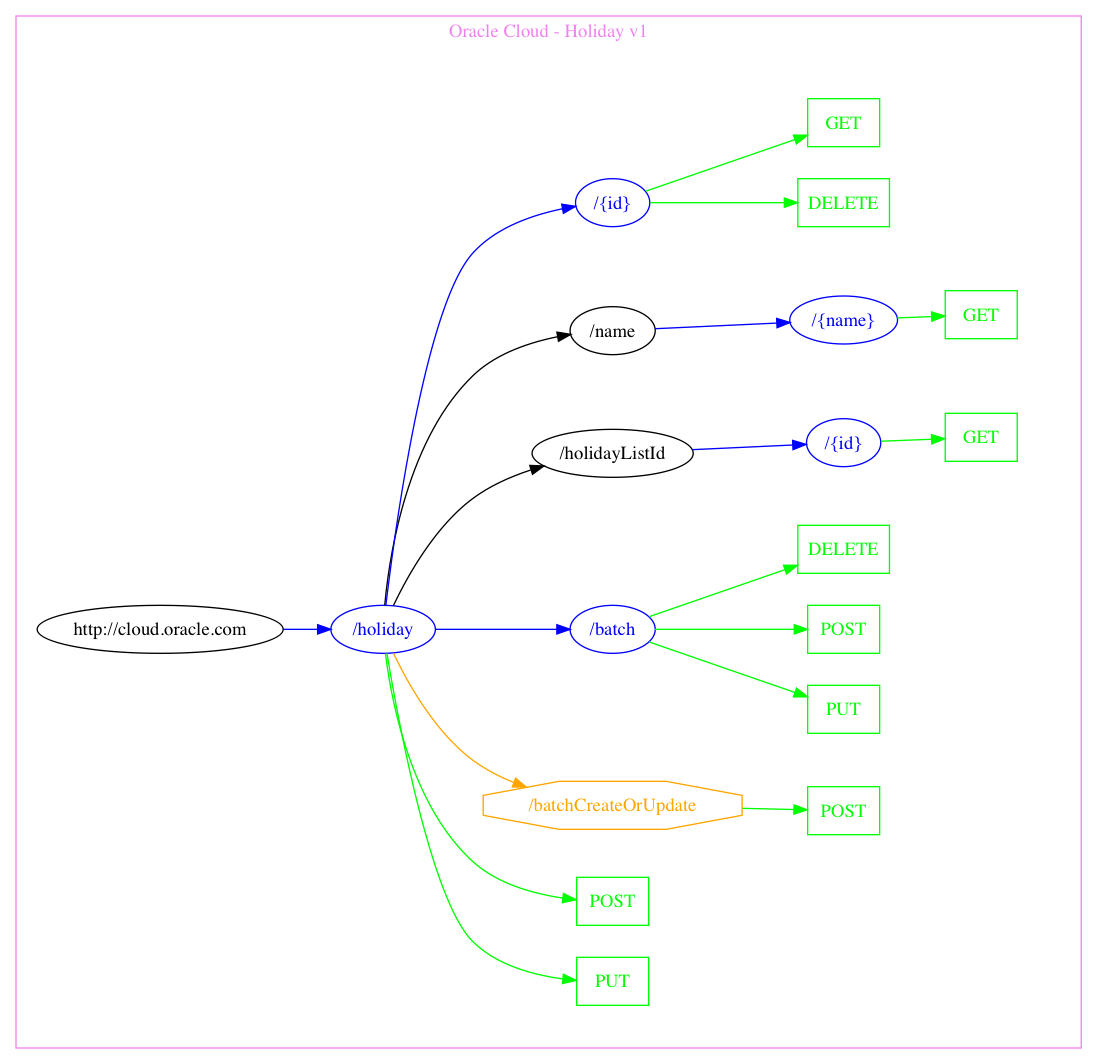 Oracle Cloud - Holiday v1
GET
/{id}
DELETE
/name
/{name}
GET
/holidayListId
/{id}
GET
DELETE
http://cloud.oracle.com
/holiday
/batch
POST
PUT
/batchCreateOrUpdate
POST
POST
PUT